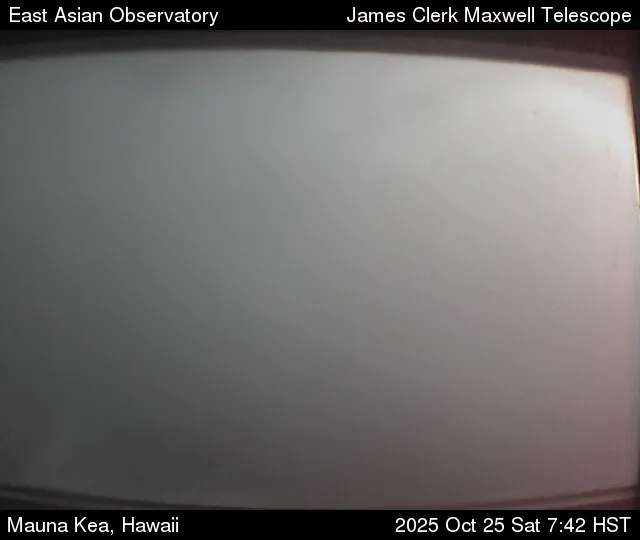 East Asian Observatory
James Clerk Maxwell Telescope
Mauna Kea, Hawaii
2025 Oct 25 Sat 7:42 HST